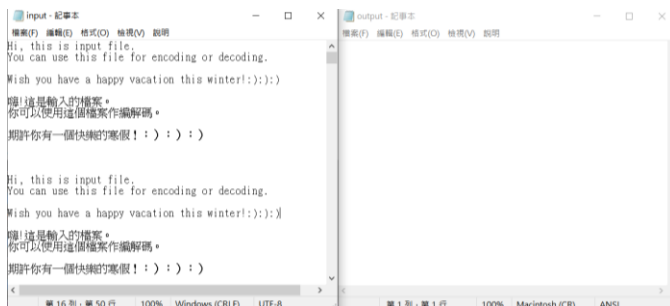 input - 記事本
檔案(F) 編輯(E) 格式(O) 檢視(V) 說明
Hi, this is input file.
You can use this file for encoding or decoding.
Wish you have a happy vacation this winter!:):):)
嗨!這是輸入的檔案。
你可以使用這個檔案作編解碼。
期許你有一個快樂的寒假!:):):)
Hi, this is input file.
You can use this file for encoding or decoding.
Wish you have a happy vacation this winter!:):):)
嗨!這是輸入的檔案。
你可以使用這個檔案作編解碼。
期許你有一個快樂的寒假!:):):)
第 16 列,第 50 行 100% Windows (CRLF) UTF-8
output - 記事本
檔案(F) 編輯(E) 格式(O) 檢視(V) 說明
第 1 列,第 1 行 100% Macintosh (CR) ANSI